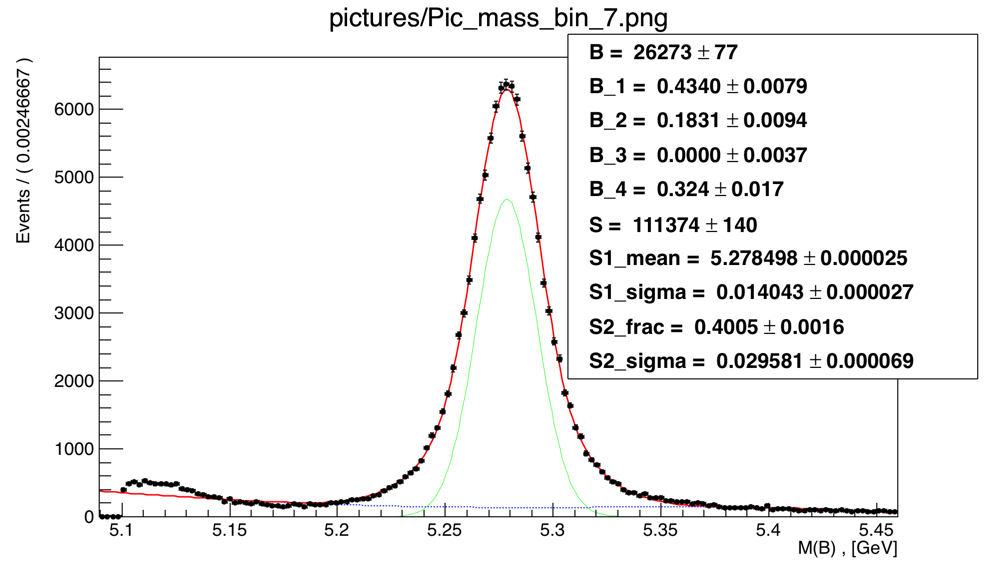 pictures/Pic_mass_bin_7.png
B = 26273 ± 77
B_1 = 0.4340 ± 0.0079
B_2 = 0.1831 ± 0.0094
B_3 = 0.0000 ± 0.0037
B_4 = 0.324 ± 0.017
S = 111374 ± 140
S1_mean = 5.278498 ± 0.000025
S1_sigma = 0.014043 ± 0.000027
S2_frac = 0.4005 ± 0.0016
S2_sigma = 0.029581 ± 0.000069
Events / ( 0.00246667 )
6000
5000
4000
3000
2000
1000
0
5.1 5.15 5.2 5.25 5.3 5.35 5.4 5.45
M(B) , [GeV]